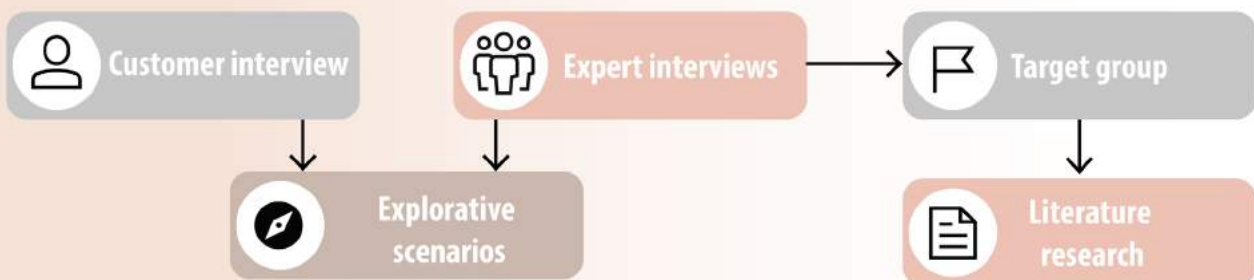 Customer interview
Expert interviews
Target group
Explorative
scenarios
Literature
research